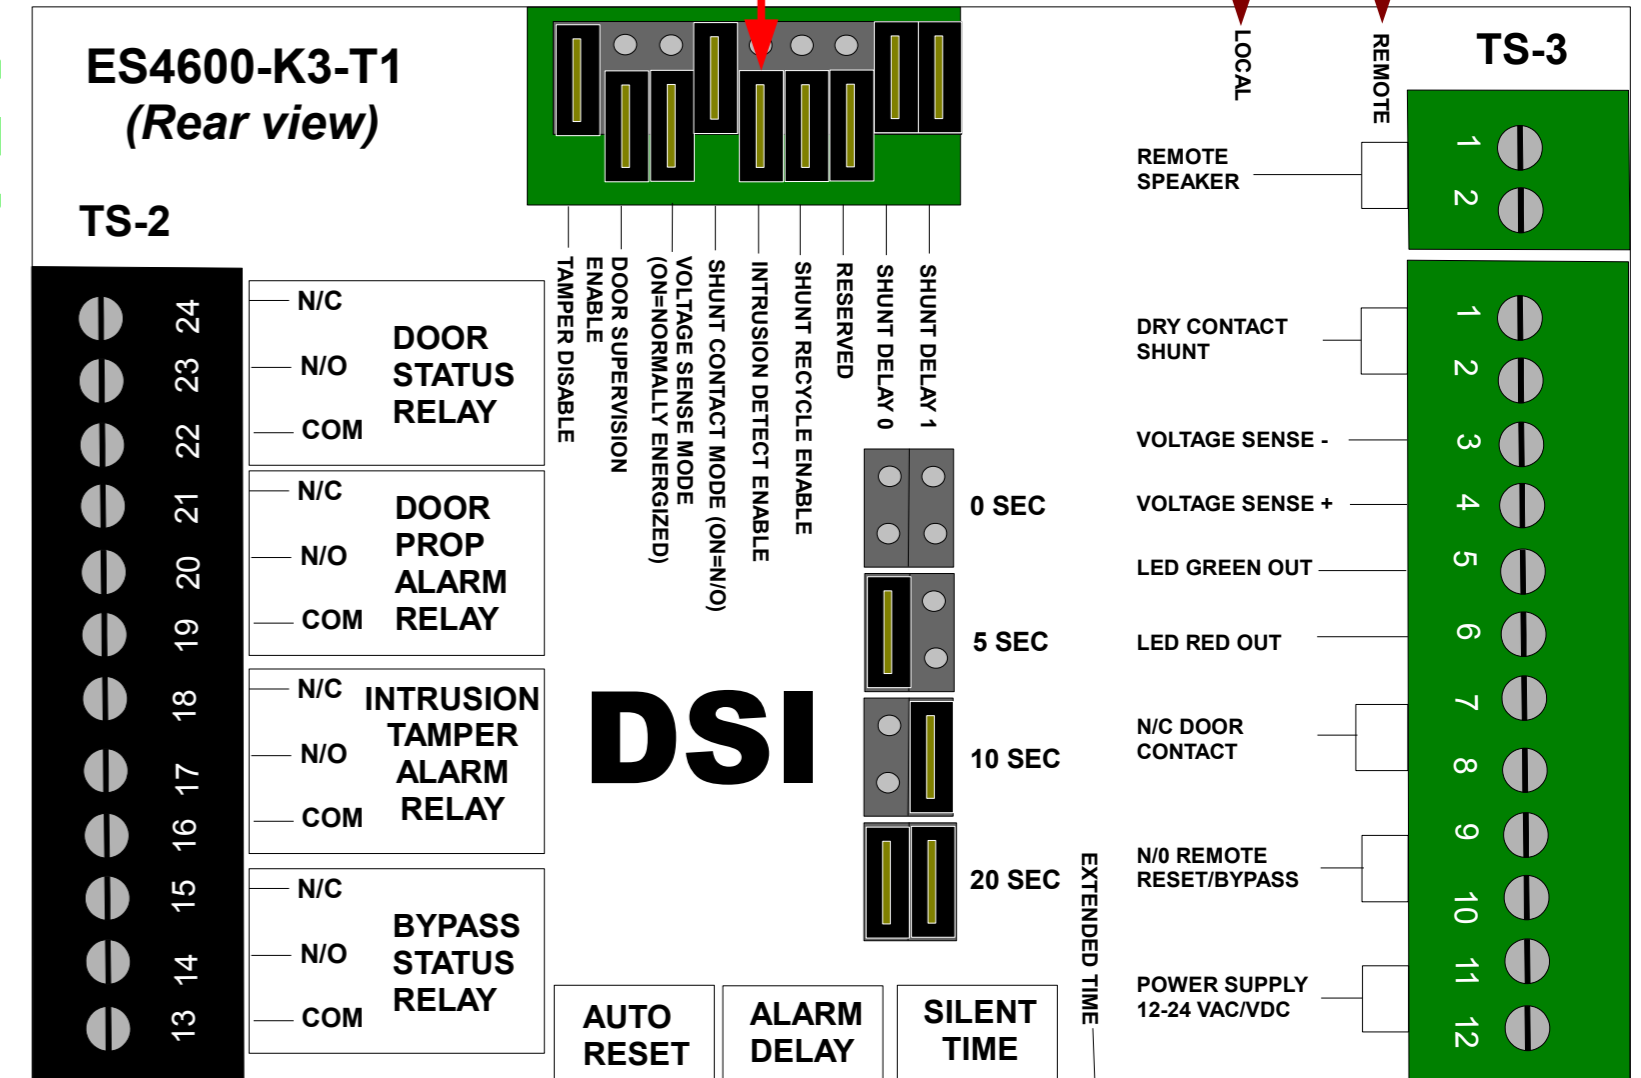 ES4600-K3-T1
(Rear view)
LOCAL
REMOTE
TS-3
TS-2
TAMPER DISABLE
DOOR SUPERVISION
ENABLE
VOLTAGE SENSE MODE
(ON=NORMALLY ENERGIZED)
SHUNT CONTACT MODE (ON=N/O)
INTRUSION DETECT ENABLE
SHUNT RECYCLE ENABLE
RESERVED
SHUNT DELAY 0
SHUNT DELAY 1
24
23
22
21
20
19
18
17
16
15
14
13
N/C
N/O
COM
DOOR
STATUS
RELAY
N/C
N/O
COM
DOOR
PROP
ALARM
RELAY
N/C
N/O
COM
INTRUSION
TAMPER
ALARM
RELAY
N/C
N/O
COM
BYPASS
STATUS
RELAY
DSI
0 SEC
5 SEC
10 SEC
20 SEC
AUTO
RESET
ALARM
DELAY
SILENT
TIME
EXTENDED TIME
REMOTE
SPEAKER
1
2
DRY CONTACT
SHUNT
VOLTAGE SENSE -
VOLTAGE SENSE +
LED GREEN OUT
LED RED OUT
N/C DOOR
CONTACT
N/0 REMOTE
RESET/BYPASS
POWER SUPPLY
12-24 VAC/VDC
1
2
3
4
5
6
7
8
9
10
11
12